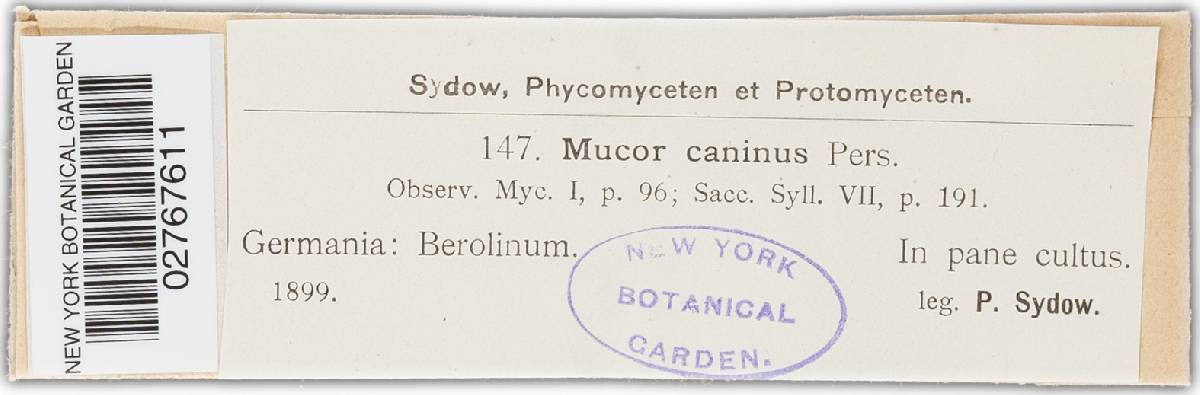 NEW YORK BOTANICAL GARDEN
02767611
Sydow, Phycomyceten et Protomyceten.
147. Mucor caninus Pers.
Observ. Myc. I, p. 96; Sacc. Syll. VII, p. 191.
Germania: Berolinum.
In pane cultus.
1899.
leg. P. Sydow.
NEW YORK
BOTANICAL
GARDEN.